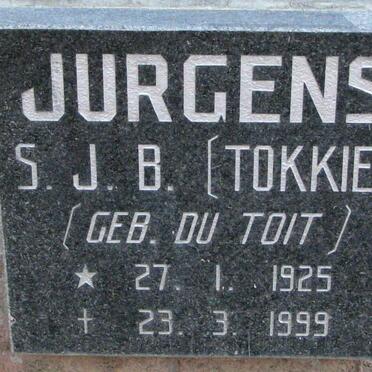 JURGENS
S. J. B. (TOKKIE
(GEB. DU TOIT)
★ 27. 1. 1925
✝ 23. 3. 1999